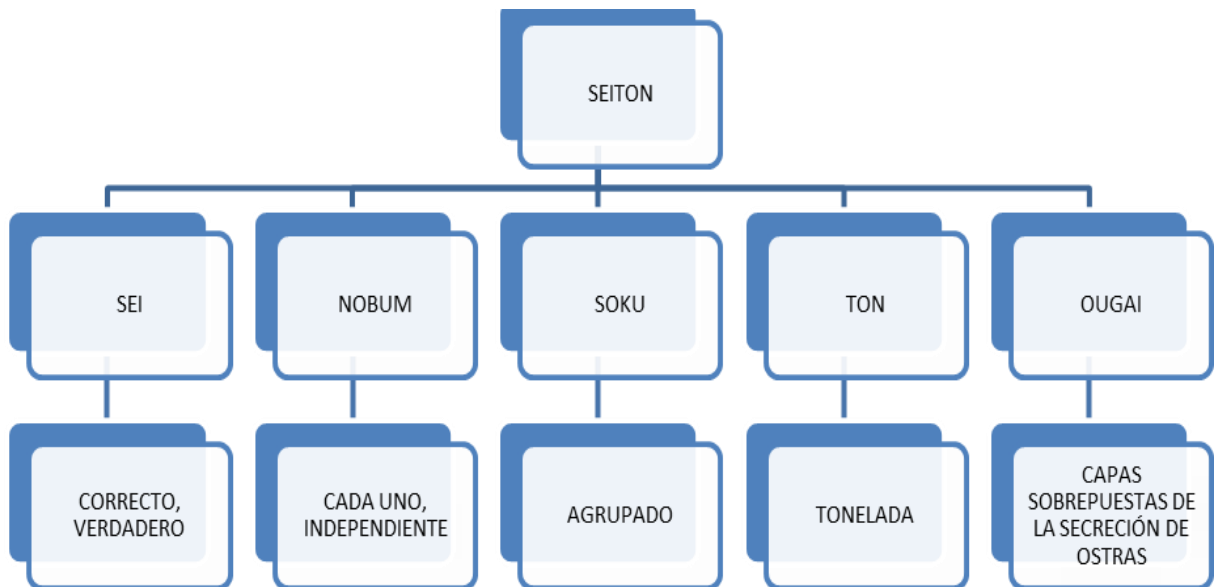 SEITON
SEI
NOBUM
SOKU
TON
OUGAI
CORRECTO,
VERDADERO
CADA UNO,
INDEPENDIENTE
AGRUPADO
TONELADA
CAPAS
SOBREPUESTAS DE
LA SECRECIÓN DE
OSTRAS